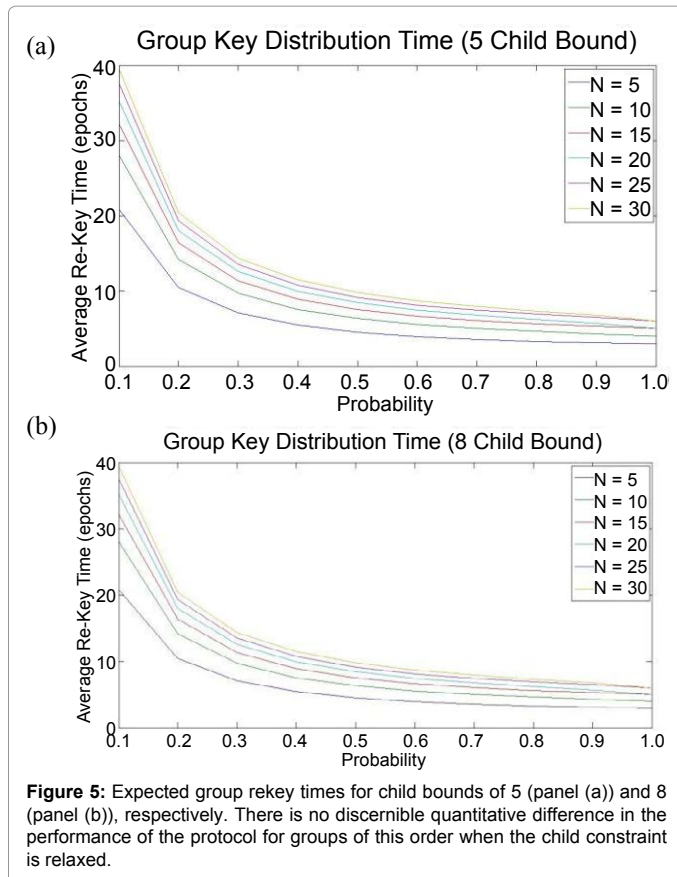 (a)
Group Key Distribution Time (5 Child Bound)
Average Re-Key Time (epochs)
40
30
20
10
0
N = 5
N = 10
N = 15
N = 20
N = 25
N = 30
0.1 0.2 0.3 0.4 0.5 0.6 0.7 0.8 0.9 1.0
Probability
(b)
Group Key Distribution Time (8 Child Bound)
Average Re-Key Time (epochs)
40
30
20
10
0
N = 5
N = 10
N = 15
N = 20
N = 25
N = 30
0.1 0.2 0.3 0.4 0.5 0.6 0.7 0.8 0.9 1.0
Probability
Figure 5: Expected group rekey times for child bounds of 5 (panel (a)) and 8
(panel (b)), respectively. There is no discernible quantitative difference in the
performance of the protocol for groups of this order when the child constraint
is relaxed.